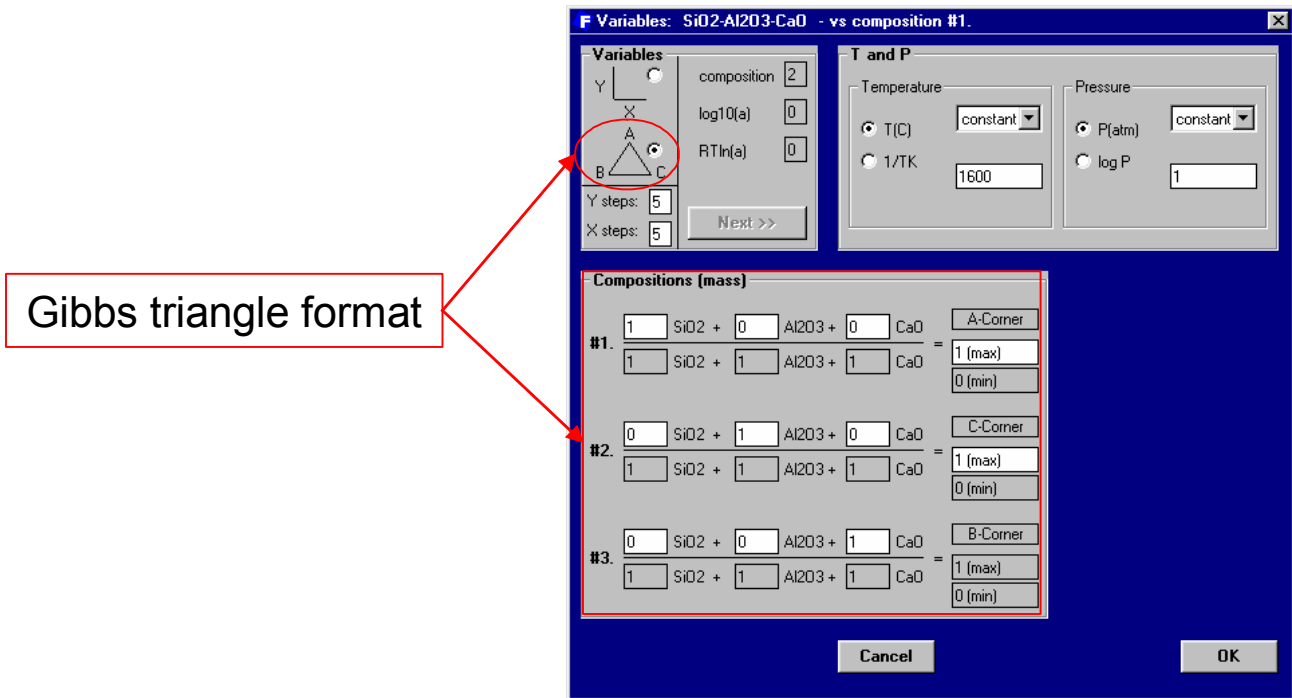 F Variables: SiO2-Al2O3-CaO - vs composition #1.
Variables
Y
X
A
B C
Y steps: 5
X steps: 5
composition 2
log10(a) 0
RTln(a) 0
Next >>
T and P
Temperature
T(C) constant
1/TK 1600
Pressure
P(atm) constant
log P 1
Gibbs triangle format
Compositions (mass)
#1. 1 SiO2 + 0 Al2O3 + 0 CaO
1 SiO2 + 1 Al2O3 + 1 CaO
= A-Corner
1 (max)
0 (min)
#2. 0 SiO2 + 1 Al2O3 + 0 CaO
1 SiO2 + 1 Al2O3 + 1 CaO
= C-Corner
1 (max)
0 (min)
#3. 0 SiO2 + 0 Al2O3 + 1 CaO
1 SiO2 + 1 Al2O3 + 1 CaO
= B-Corner
1 (max)
0 (min)
Cancel OK